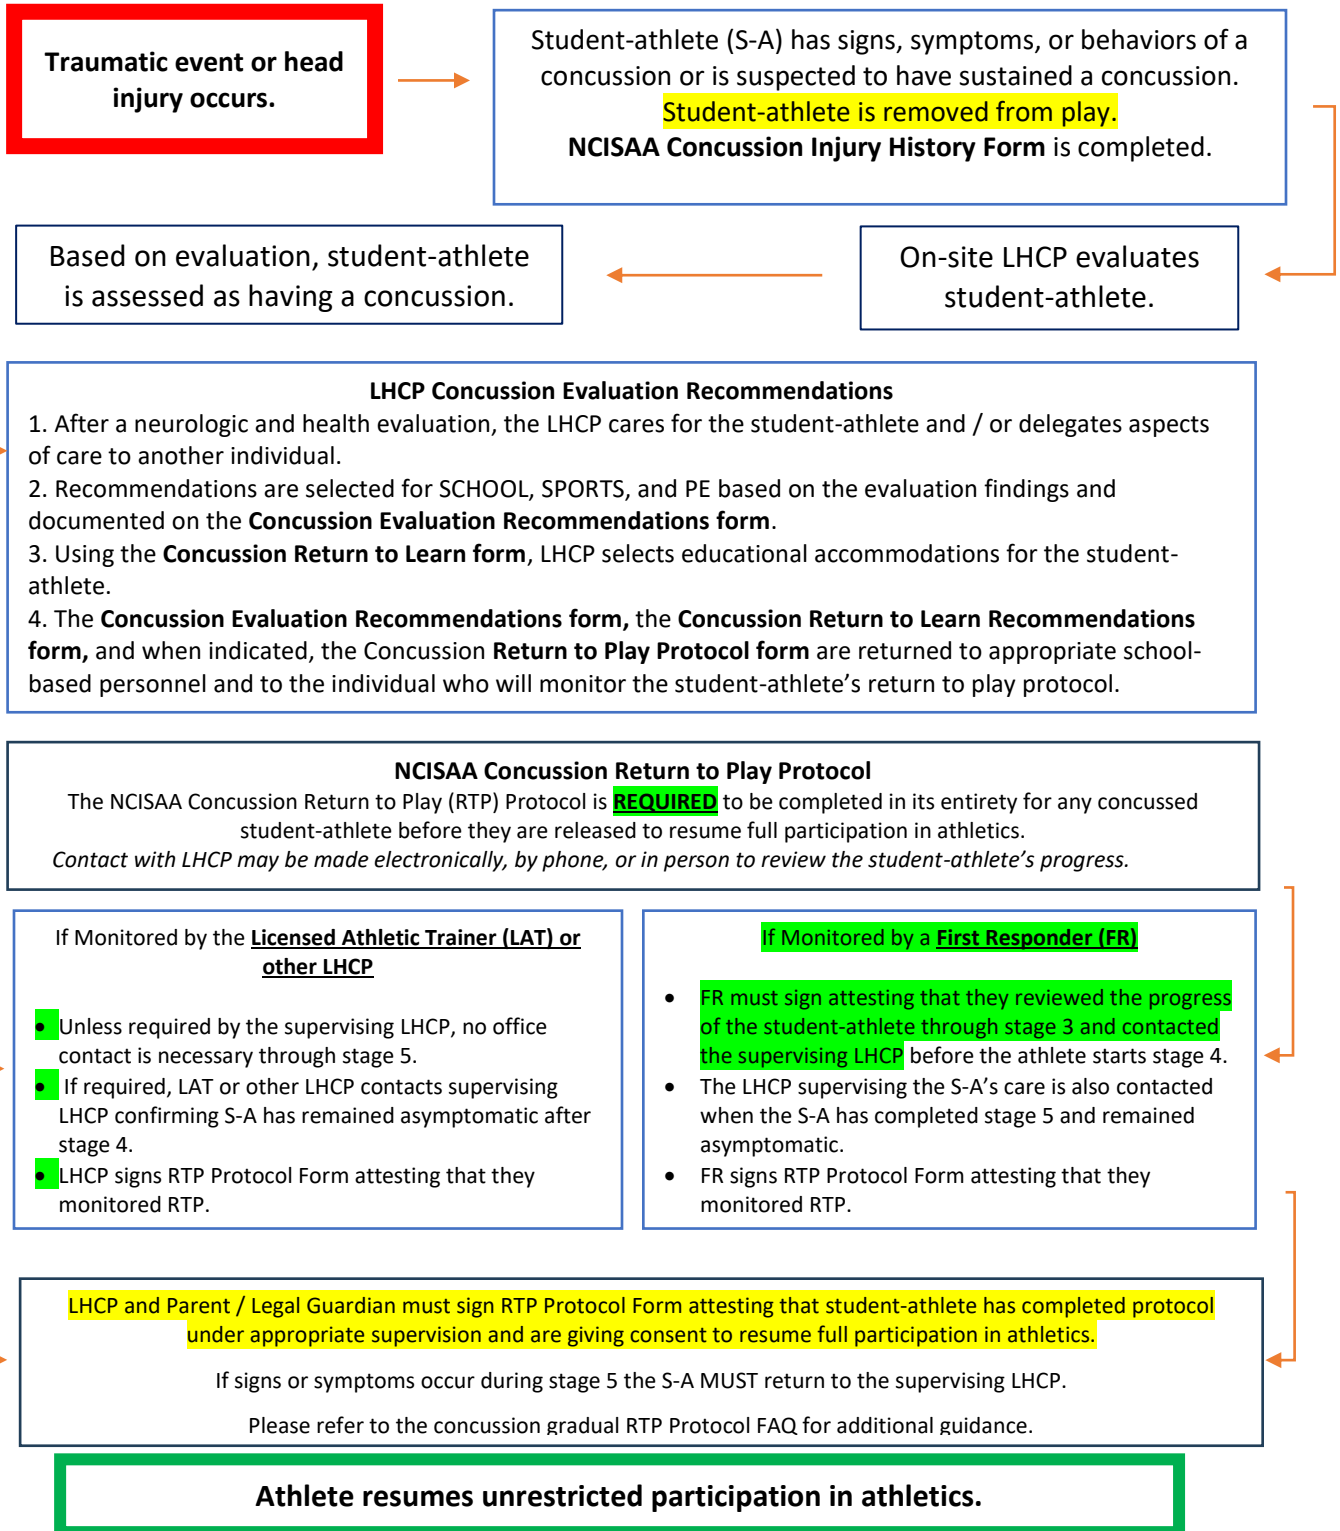 Traumatic event or head
injury occurs.
Student-athlete (S-A) has signs, symptoms, or behaviors of a
concussion or is suspected to have sustained a concussion.
Student-athlete is removed from play.
NCISAA Concussion Injury History Form is completed.
Based on evaluation, student-athlete
is assessed as having a concussion.
On-site LHCP evaluates
student-athlete.
LHCP Concussion Evaluation Recommendations
1. After a neurologic and health evaluation, the LHCP cares for the student-athlete and / or delegates aspects
of care to another individual.
2. Recommendations are selected for SCHOOL, SPORTS, and PE based on the evaluation findings and
documented on the Concussion Evaluation Recommendations form.
3. Using the Concussion Return to Learn form, LHCP selects educational accommodations for the student-
athlete.
4. The Concussion Evaluation Recommendations form, the Concussion Return to Learn Recommendations
form, and when indicated, the Concussion Return to Play Protocol form are returned to appropriate school-
based personnel and to the individual who will monitor the student-athlete's return to play protocol.
NCISAA Concussion Return to Play Protocol
The NCISAA Concussion Return to Play (RTP) Protocol is REQUIRED to be completed in its entirety for any concussed
student-athlete before they are released to resume full participation in athletics.
Contact with LHCP may be made electronically, by phone, or in person to review the student-athlete's progress.
If Monitored by the Licensed Athletic Trainer (LAT) or
other LHCP
• Unless required by the supervising LHCP, no office
contact is necessary through stage 5.
• If required, LAT or other LHCP contacts supervising
LHCP confirming S-A has remained asymptomatic after
stage 4.
• LHCP signs RTP Protocol Form attesting that they
monitored RTP.
If Monitored by a First Responder (FR)
• FR must sign attesting that they reviewed the progress
of the student-athlete through stage 3 and contacted
the supervising LHCP before the athlete starts stage 4.
• The LHCP supervising the S-A's care is also contacted
when the S-A has completed stage 5 and remained
asymptomatic.
• FR signs RTP Protocol Form attesting that they
monitored RTP.
LHCP and Parent / Legal Guardian must sign RTP Protocol Form attesting that student-athlete has completed protocol
under appropriate supervision and are giving consent to resume full participation in athletics.
If signs or symptoms occur during stage 5 the S-A MUST return to the supervising LHCP.
Please refer to the concussion gradual RTP Protocol FAQ for additional guidance.
Athlete resumes unrestricted participation in athletics.